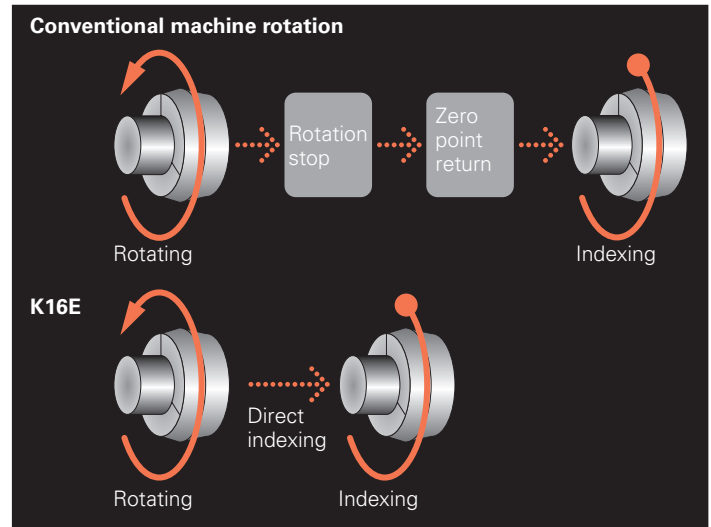 Conventional machine rotation
Rotation
stop
Zero
point
return
Rotating
Indexing
K16E
Direct
indexing
Rotating
Indexing